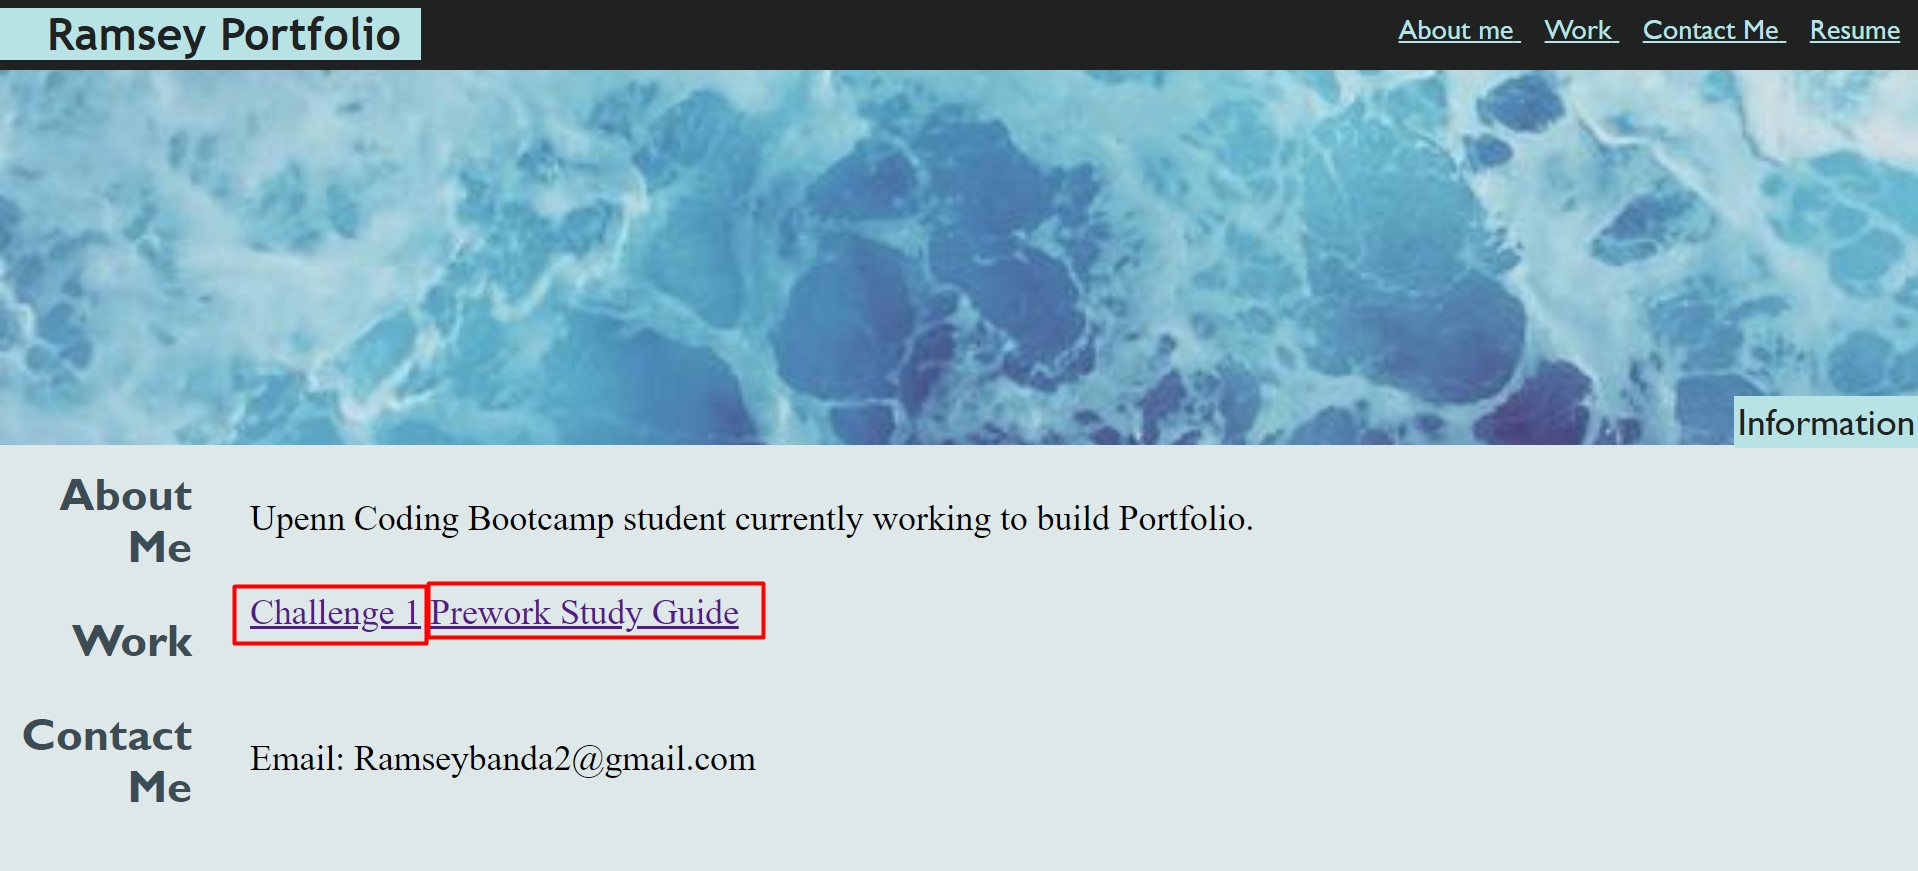 Ramsey Portfolio
About me Work Contact Me Resume
Information
About
Me
Upenn Coding Bootcamp student currently working to build Portfolio.
Work
Challenge 1 Prework Study Guide
Contact
Me
Email: Ramseybanda2@gmail.com